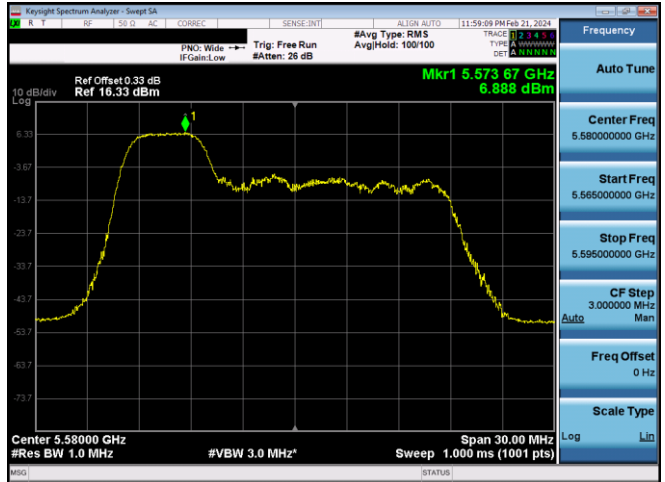 Keysight Spectrum Analyzer - Swept SA
R T RF 50 Ω AC CORREC SENSE:INT ALIGN AUTO 11:59:09 PM Feb 21, 2024
Frequency
PNO: Wide
IFGain:Low
Trig: Free Run
#Atten: 26 dB
#Avg Type: RMS
Avg|Hold: 100/100
TRACE 1 2 3 4 5 6
TYPE A WWWWW
DET A N N N N N
Auto Tune
Mkr1 5.573 67 GHz
6.888 dBm
Ref Offset 0.33 dB
10 dB/div Ref 16.33 dBm
Log
1
6.33
-3.67
-13.7
-23.7
-33.7
-43.7
-53.7
-63.7
-73.7
Center Freq
5.580000000 GHz
Start Freq
5.565000000 GHz
Stop Freq
5.595000000 GHz
CF Step
3.000000 MHz
Auto Man
Freq Offset
0 Hz
Scale Type
Log Lin
Center 5.58000 GHz Span 30.00 MHz
#Res BW 1.0 MHz #VBW 3.0 MHz* Sweep 1.000 ms (1001 pts)
MSG STATUS